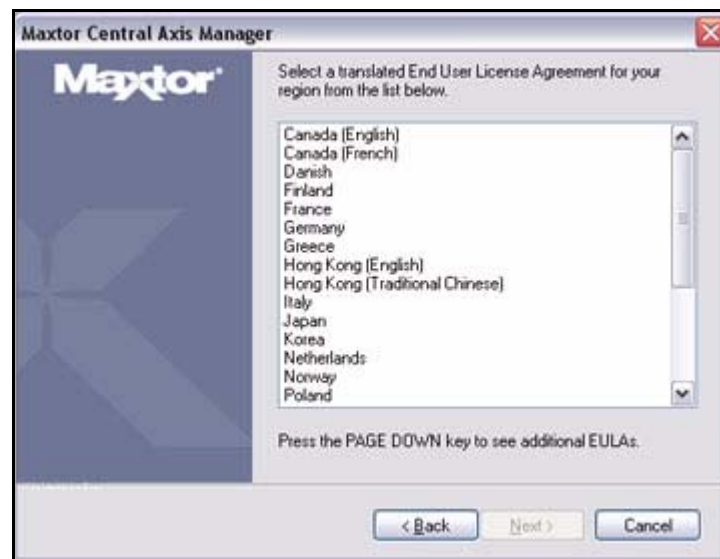 Maxtor Central Axis Manager
Maxtor
Select a translated End User License Agreement for your
region from the list below.
Canada (English)
Canada (French)
Danish
Finland
France
Germany
Greece
Hong Kong (English)
Hong Kong (Traditional Chinese)
Italy
Japan
Korea
Netherlands
Norway
Poland
Press the PAGE DOWN key to see additional EULAs.
< Back
Next >
Cancel